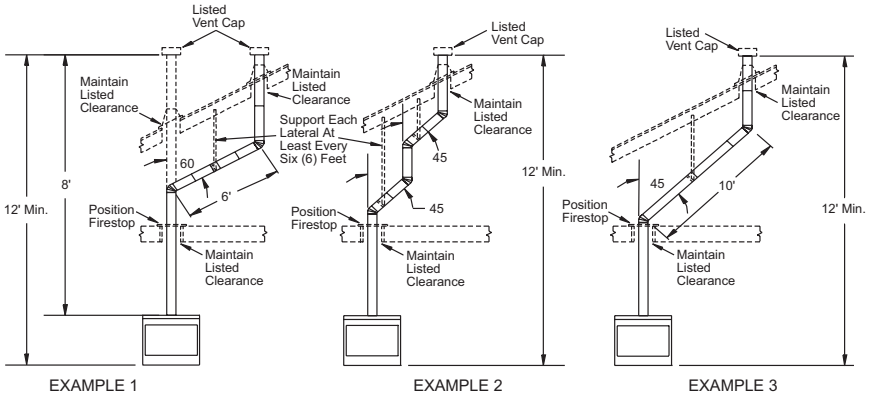 Listed
Vent Cap
Maintain
Listed
Clearance
Maintain
Listed
Clearance
Support Each
Lateral At
Least Every
Six (6) Feet
60
6'
8'
12' Min.
Position
Firestop
Maintain
Listed
Clearance
EXAMPLE 1
Listed
Vent Cap
Maintain
Listed
Clearance
45
45
12' Min.
Maintain
Listed
Clearance
EXAMPLE 2
Listed
Vent Cap
Maintain
Listed
Clearance
45
10'
12' Min.
Position
Firestop
Maintain
Listed
Clearance
EXAMPLE 3